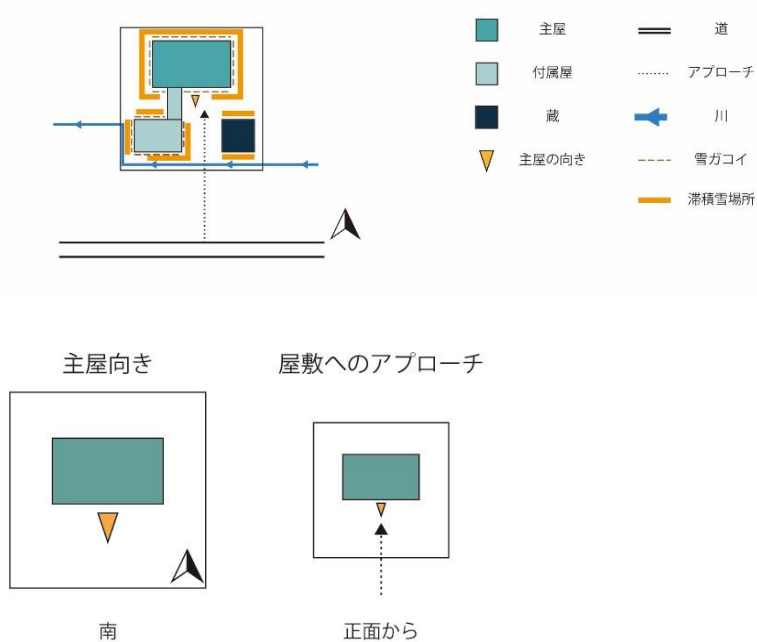 主屋
道
付属屋
アプローチ
蔵
川
主屋の向き
雪ガコイ
滞積雪場所
主屋向き
屋敷へのアプローチ
南
正面から